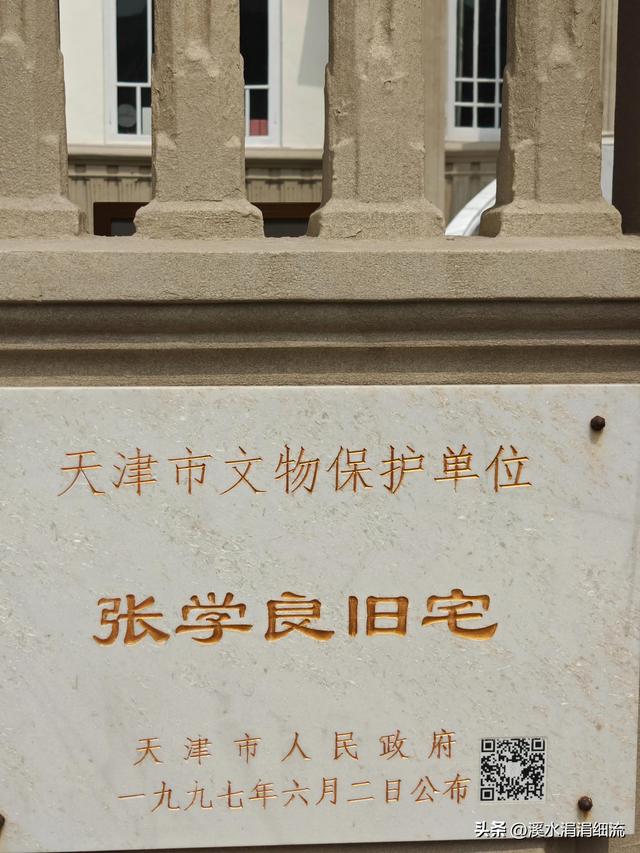 天津市文物保护单位
张学良旧宅
天津市人民政府
一九九七年六月二日公布
头条 @溪水涓涓细流